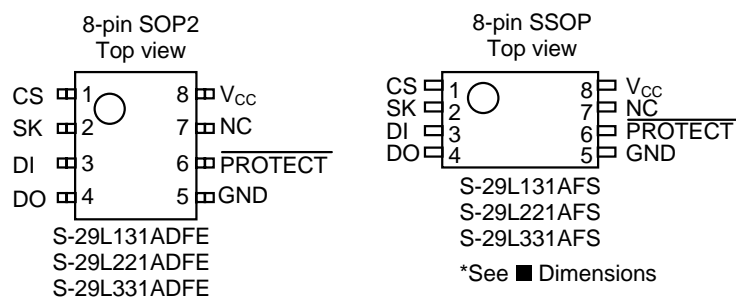 8-pin SOP2
Top view
CS 1 8 VCC
SK 2 7 NC
DI 3 6 PROTECT
DO 4 5 GND
S-29L131ADFE
S-29L221ADFE
S-29L331ADFE
8-pin SSOP
Top view
CS 1 8 VCC
SK 2 7 NC
DI 3 6 PROTECT
DO 4 5 GND
S-29L131AFS
S-29L221AFS
S-29L331AFS
*See ■ Dimensions